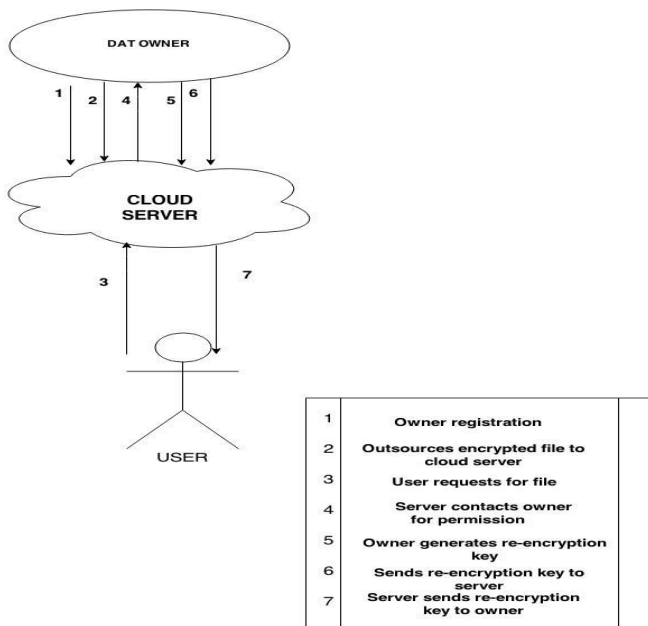 DAT OWNER
1
2
4
5
6
CLOUD
SERVER
3
7
USER
1 Owner registration
2 Outsources encrypted file to
cloud server
3 User requests for file
4 Server contacts owner
for permission
5 Owner generates re-encryption
key
6 Sends re-encryption key to
server
7 Server sends re-encryption
key to owner